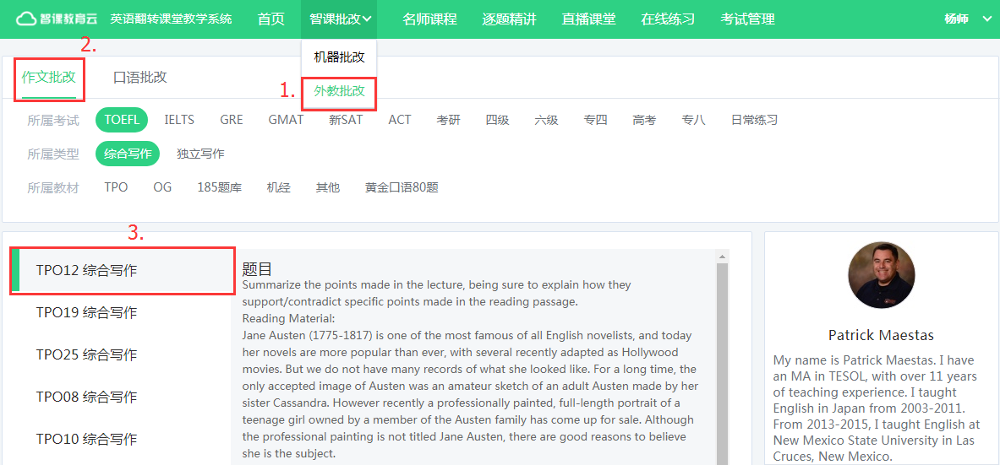 智课教育云 英语翻转课堂教学系统 首页 智课批改 名师课程 逐题精讲 直播课堂 在线练习 考试管理 杨帅
机器批改
外教批改
1.
2.
作文批改 口语批改
所属考试 TOEFL IELTS GRE GMAT 新SAT ACT 考研 四级 六级 专四 高考 专八 日常练习
所属类型 综合写作 独立写作
所属教材 TPO OG 185题库 机经 其他 黄金口语80题
3.
TPO12 综合写作
TPO19 综合写作
TPO25 综合写作
TPO08 综合写作
TPO10 综合写作
题目
Summarize the points made in the lecture, being sure to explain how they
support/contradict specific points made in the reading passage.
Reading Material:
Jane Austen (1775-1817) is one of the most famous of all English novelists, and today
her novels are more popular than ever, with several recently adapted as Hollywood
movies. But we do not have many records of what she looked like. For a long time, the
only accepted image of Austen was an amateur sketch of an adult Austen made by her
sister Cassandra. However recently a professionally painted, full-length portrait of a
teenage girl owned by a member of the Austen family has come up for sale. Although
the professional painting is not titled Jane Austen, there are good reasons to believe
she is the subject.
Patrick Maestas
My name is Patrick Maestas. I have
an MA in TESOL, with over 11 years
of teaching experience. I taught
English in Japan from 2003-2011.
From 2013-2015, I taught English at
New Mexico State University in Las
Cruces, New Mexico.